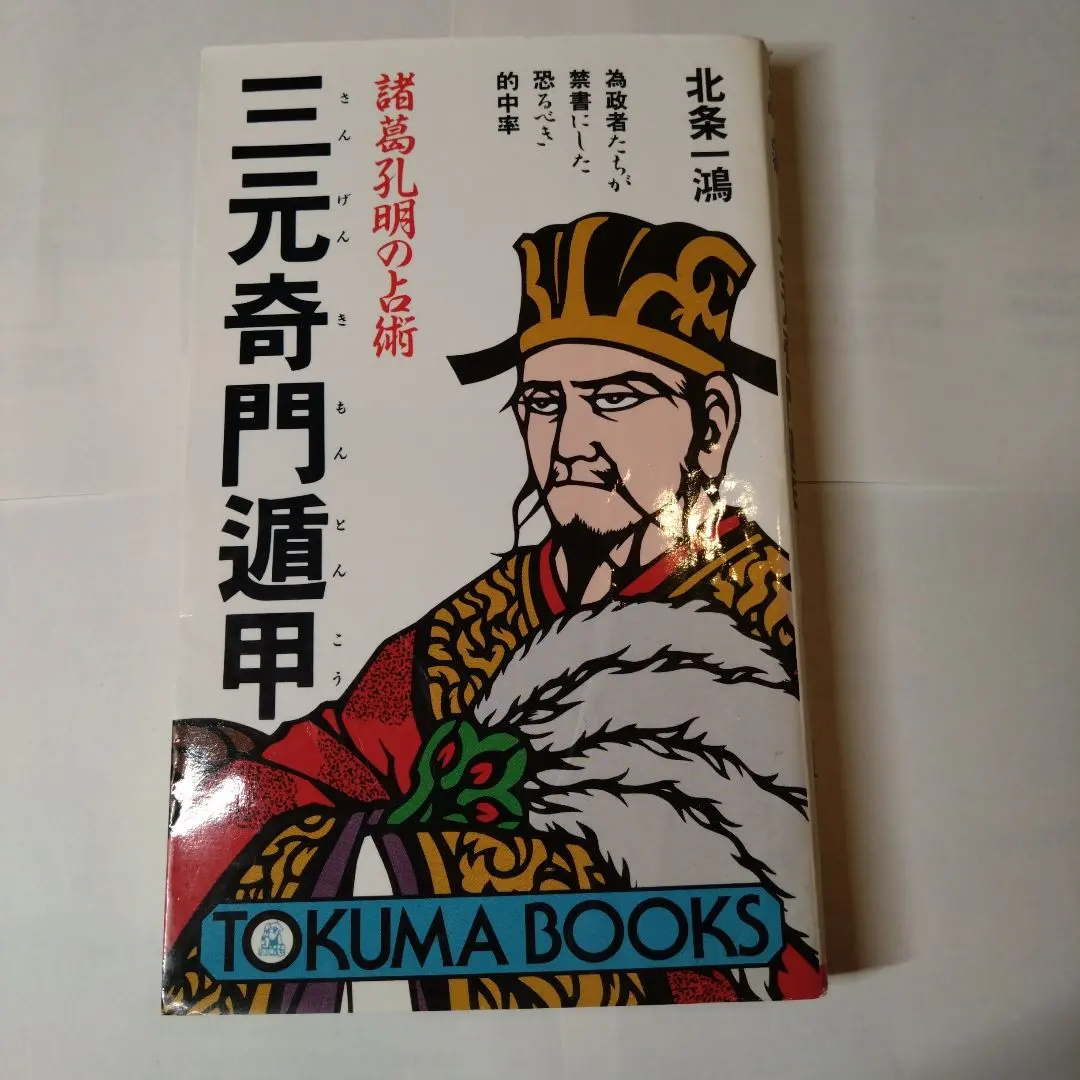 北条一鴻
為政者たちが
禁書にした
恐るべき
的中率
諸葛孔明の占術
三元奇門遁甲
さんげんきもんとんこう
TOKUMA BOOKS